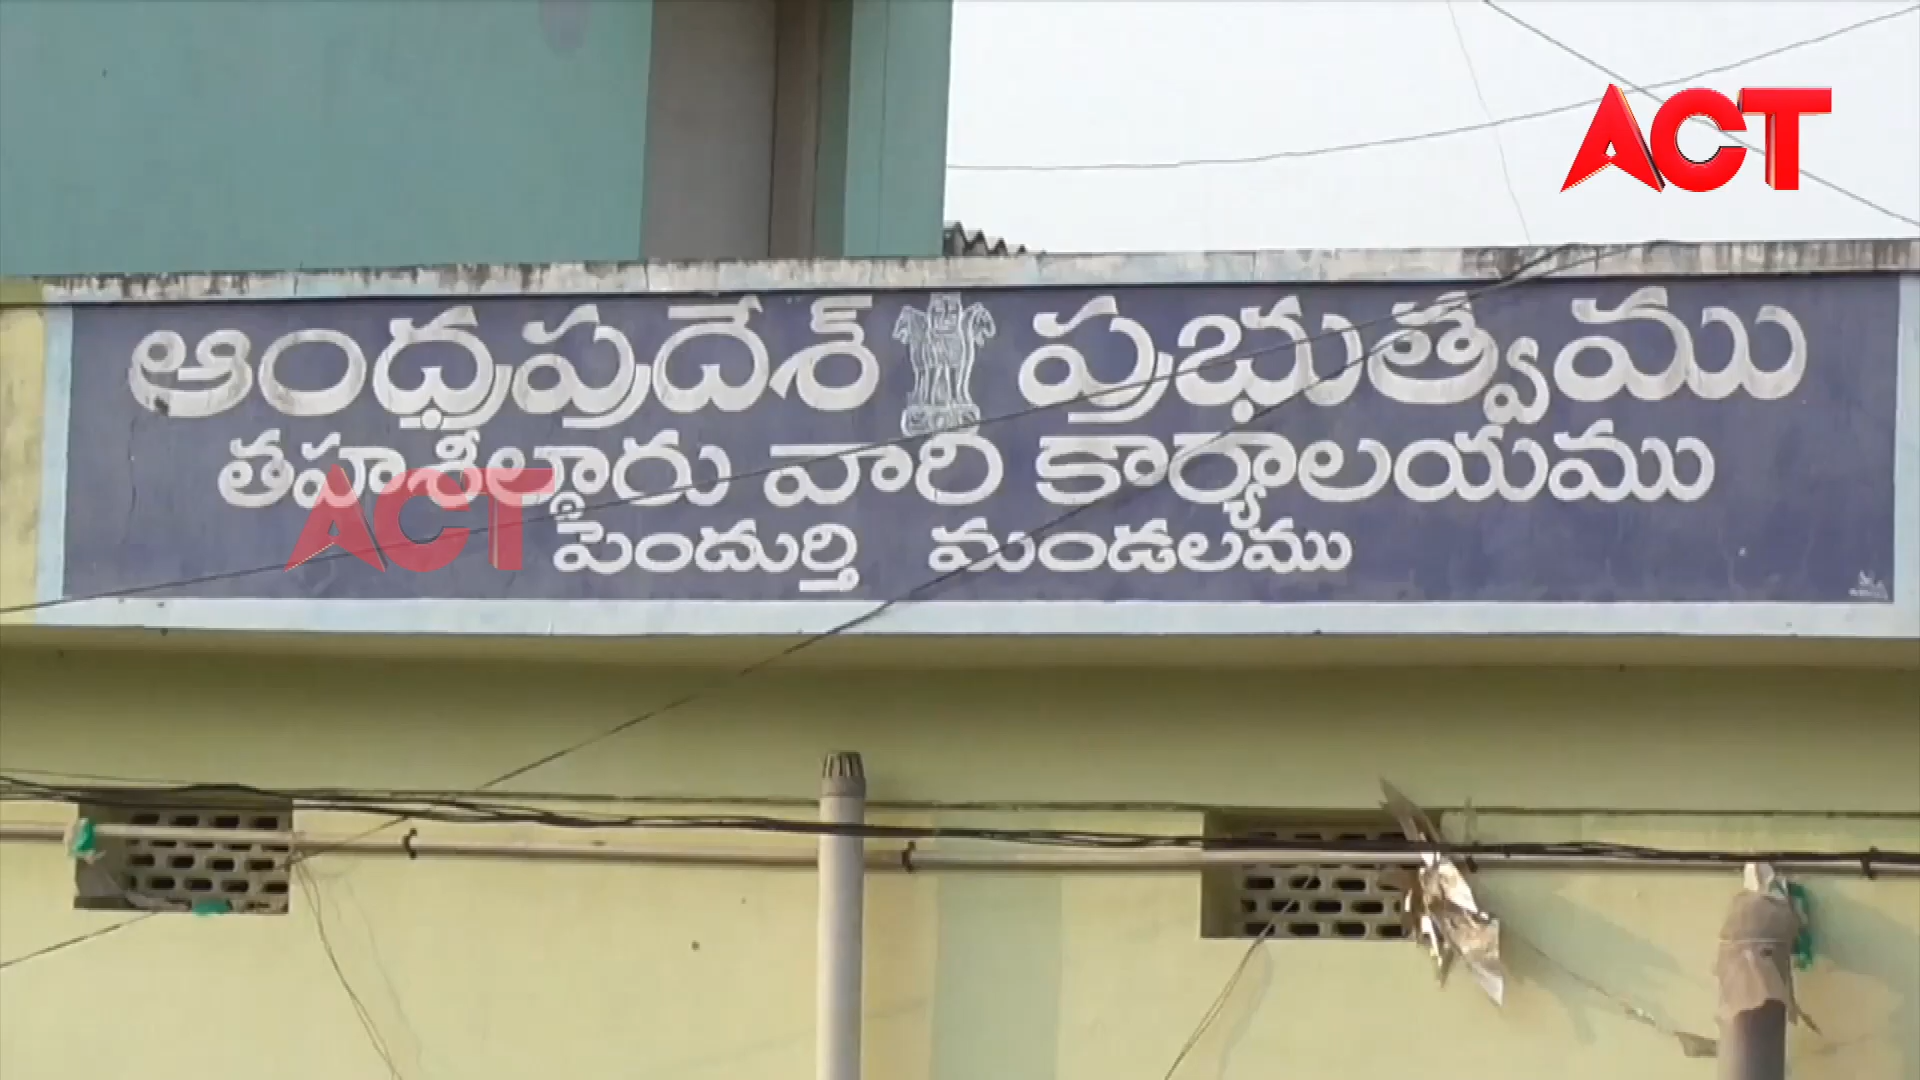 ACT
ఆంధ్రప్రదేశ్ ప్రభుత్వము
తహశీల్దారు వారి కార్యాలయము
ACT
పెందుర్తి మండలము